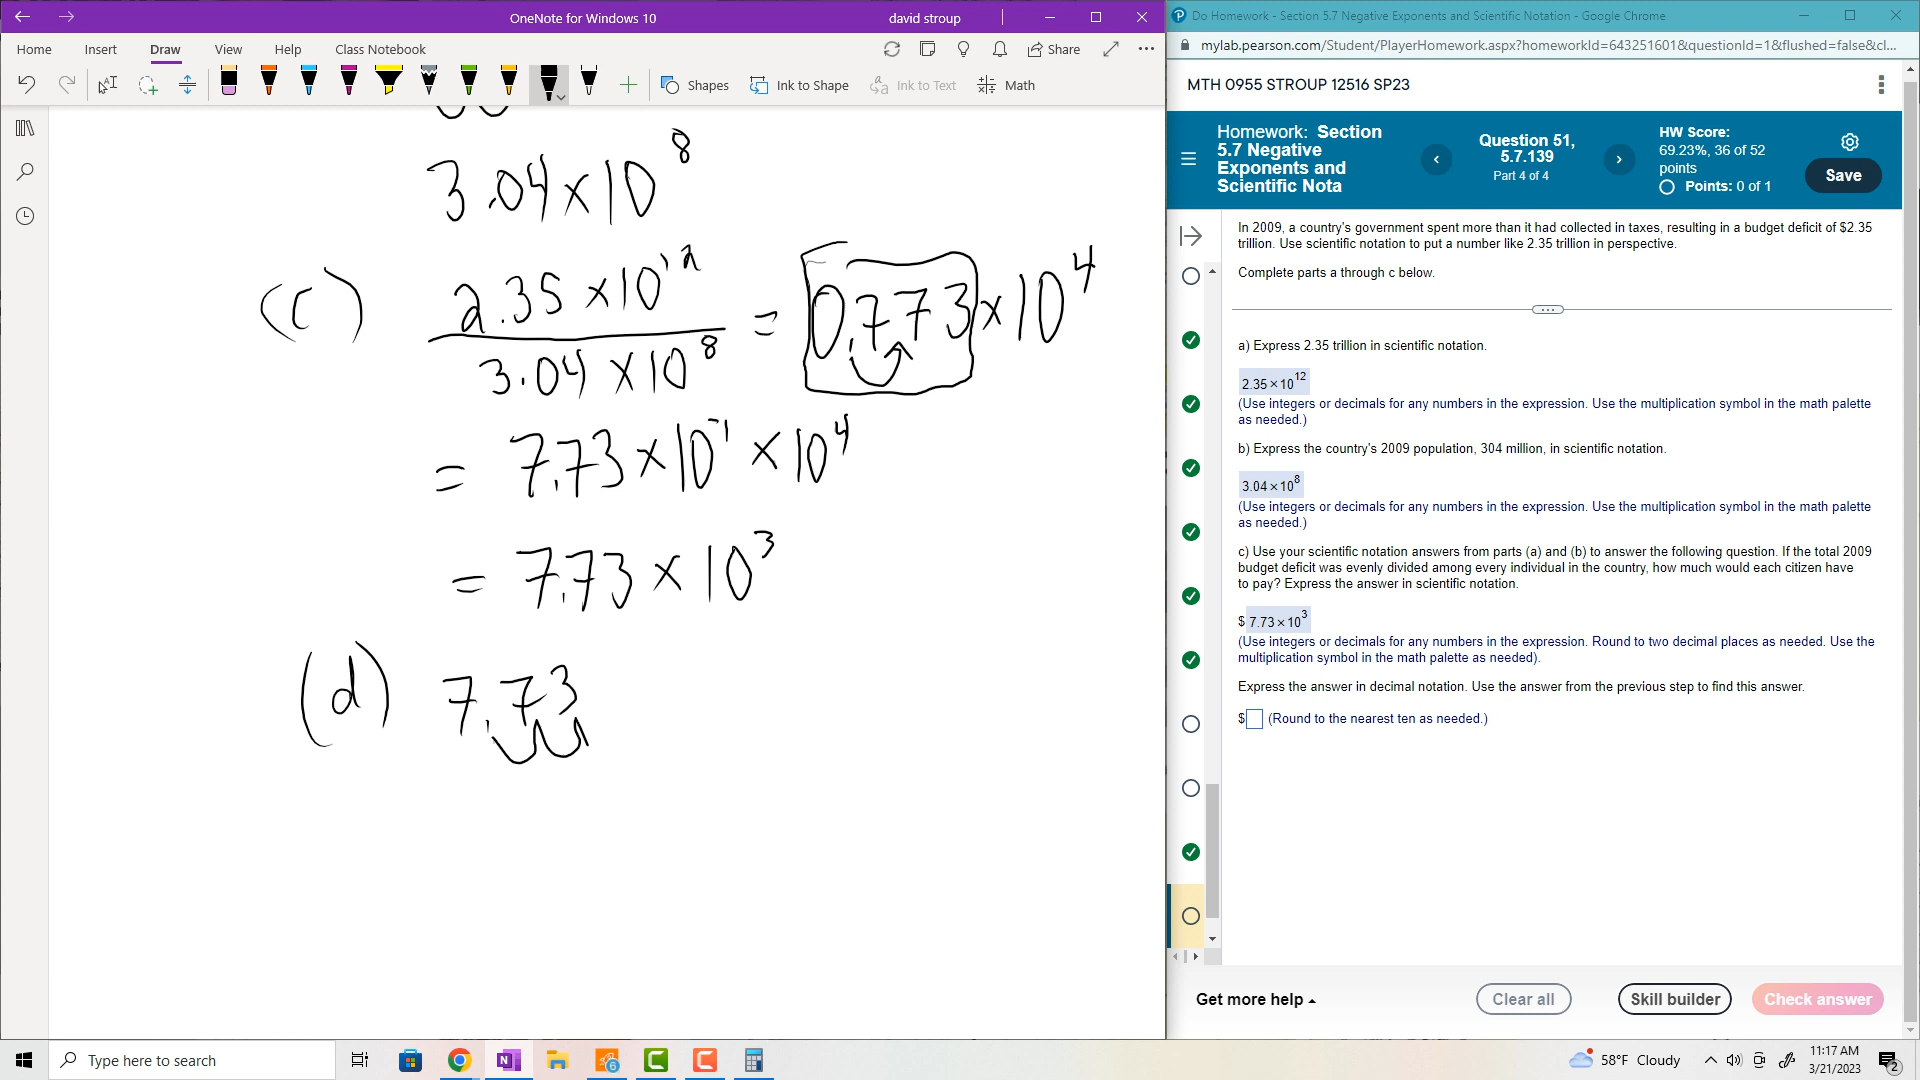 OneNote for Windows 10
david stroup
Home Insert Draw View Help Class Notebook
Share
Shapes Ink to Shape Ink to Text Math
3.04×10^8
(c) 2.35×10^12 / 3.04×10^8 = 0.773×10^4
= 7.73×10^-1 × 10^4
= 7.73×10^3
(d) 7.73
Do Homework - Section 5.7 Negative Exponents and Scientific Notation - Google Chrome
mylab.pearson.com/Student/PlayerHomework.aspx?homeworkId=643251601&questionId=1&flushed=false&cl...
MTH 0955 STROUP 12516 SP23
Homework: Section
5.7 Negative
Exponents and
Scientific Nota
Question 51,
5.7.139
Part 4 of 4
HW Score:
69.23%, 36 of 52
points
Points: 0 of 1
Save
In 2009, a country's government spent more than it had collected in taxes, resulting in a budget deficit of $2.35
trillion. Use scientific notation to put a number like 2.35 trillion in perspective.
Complete parts a through c below.
a) Express 2.35 trillion in scientific notation.
2.35×10^12
(Use integers or decimals for any numbers in the expression. Use the multiplication symbol in the math palette
as needed.)
b) Express the country's 2009 population, 304 million, in scientific notation.
3.04×10^8
(Use integers or decimals for any numbers in the expression. Use the multiplication symbol in the math palette
as needed.)
c) Use your scientific notation answers from parts (a) and (b) to answer the following question. If the total 2009
budget deficit was evenly divided among every individual in the country, how much would each citizen have
to pay? Express the answer in scientific notation.
$ 7.73×10^3
(Use integers or decimals for any numbers in the expression. Round to two decimal places as needed. Use the
multiplication symbol in the math palette as needed).
Express the answer in decimal notation. Use the answer from the previous step to find this answer.
$ (Round to the nearest ten as needed.)
Get more help
Clear all
Skill builder
Check answer
Type here to search
6
58°F Cloudy
11:17 AM
3/21/2023
2